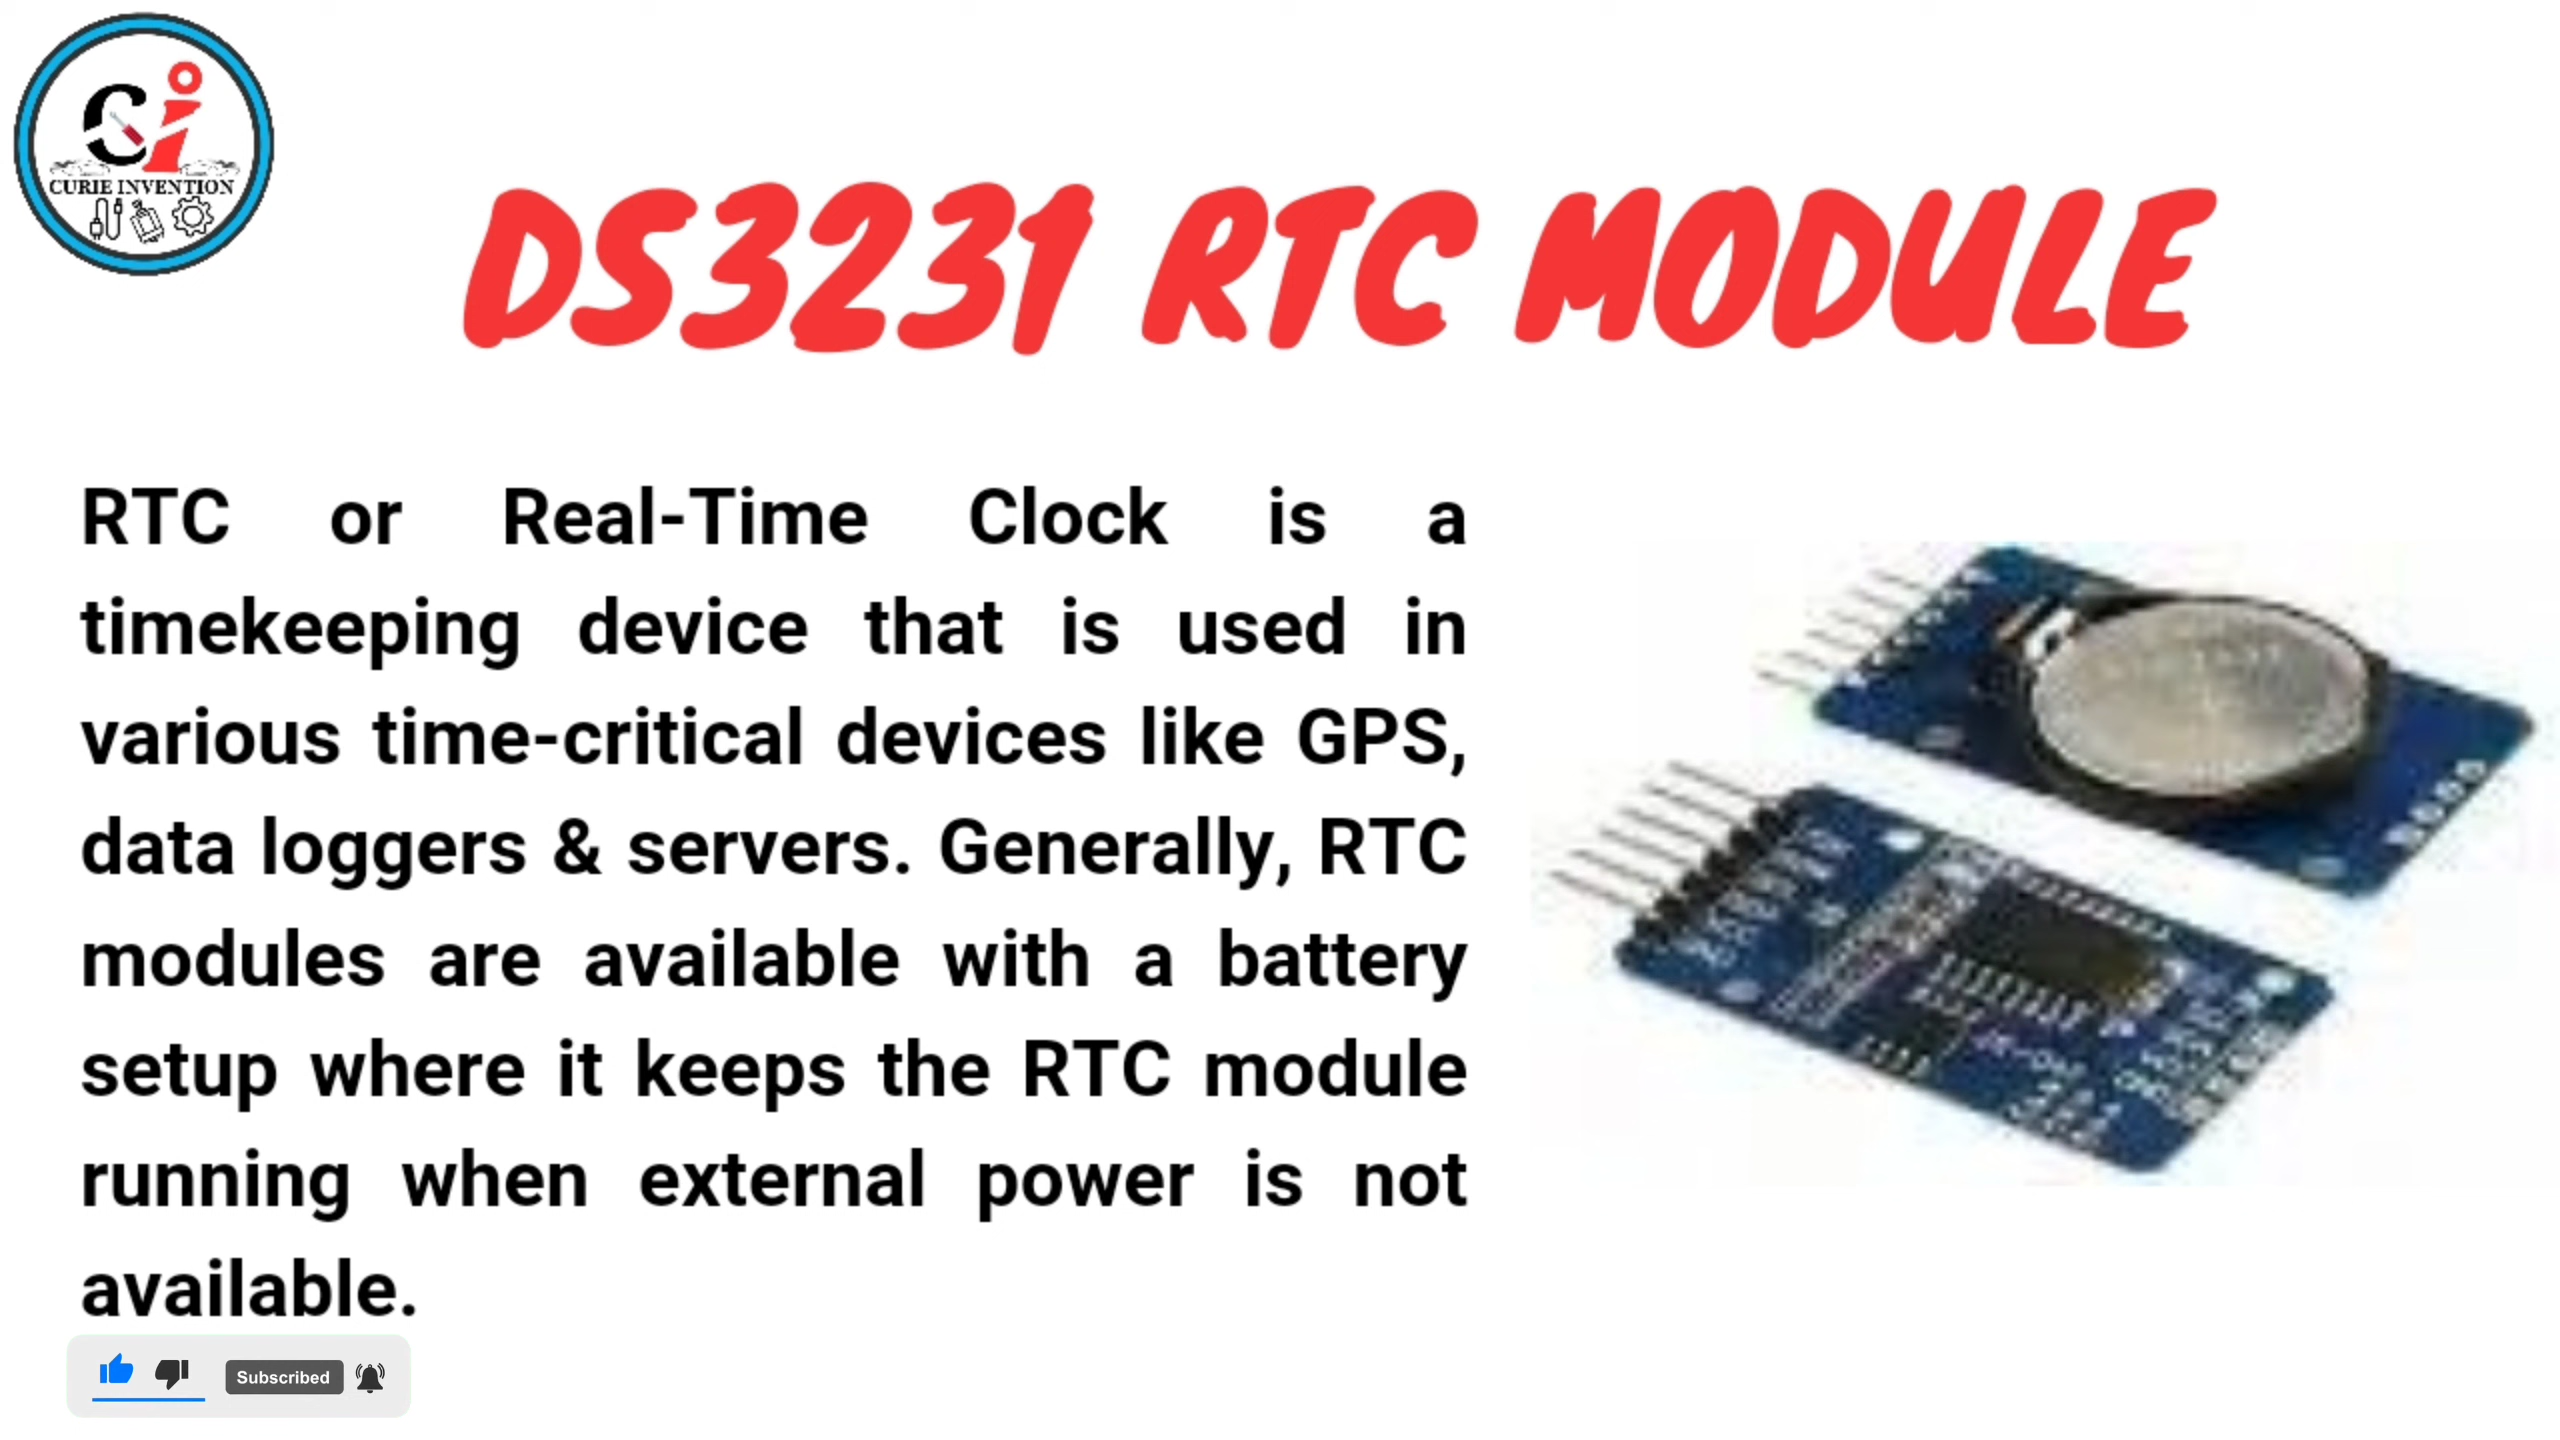 Ci
CURIE INVENTION
DS3231 RTC MODULE
RTC or Real-Time Clock is a
timekeeping device that is used in
various time-critical devices like GPS,
data loggers & servers. Generally, RTC
modules are available with a battery
setup where it keeps the RTC module
running when external power is not
available.
Subscribed